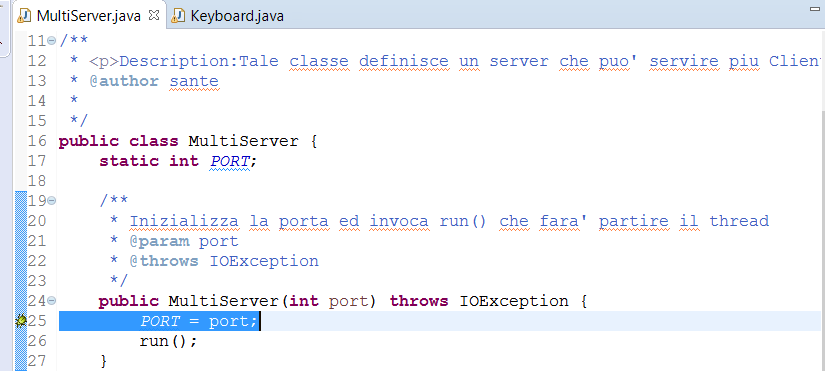 MultiServer.java Keyboard.java
11 /**
12 * <p>Description:Tale classe definisce un server che puo' servire piu Clien
13 * @author sante
14 *
15 */
16 public class MultiServer {
17 static int PORT;
18
19 /**
20 * Inizializza la porta ed invoca run() che fara' partire il thread
21 * @param port
22 * @throws IOException
23 */
24 public MultiServer(int port) throws IOException {
25 PORT = port;
26 run();
27 }